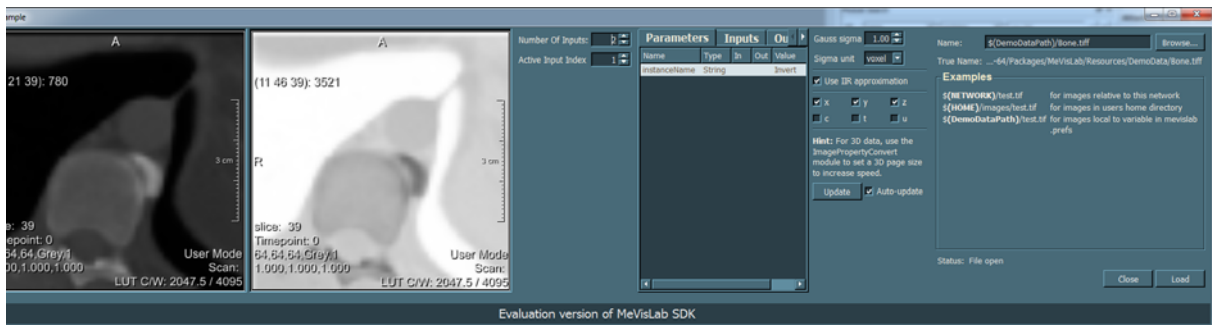 ample
A
21 39): 780
3 cm
e: 39
epoint: 0
64,64,Grey,1
00,1.000,1.000
User Mode
Scan:
LUT C/W: 2047.5 / 4095
A
(11 46 39): 3521
R
3 cm
slice: 39
Timepoint: 0
64,64,64,Grey,1
1.000,1.000,1.000
User Mode
Scan:
LUT C/W: 2047.5 / 4095
Number Of Inputs: 2
Active Input Index 1
Parameters Inputs Ou
Name Type In Out Value
instanceName String Invert
Gauss sigma 1.00
Sigma unit voxel
Use IIR approximation
x y z
c t u
Hint: For 3D data, use the
ImagePropertyConvert
module to set a 3D page size
to increase speed.
Update Auto-update
Name: $(DemoDataPath)/Bone.tiff Browse...
True Name: ...-64/Packages/MeVisLab/Resources/DemoData/Bone.tiff
Examples
$(NETWORK)/test.tif for images relative to this network
$(HOME)/images/test.tif for images in users home directory
$(DemoDataPath)/test.tif for images local to variable in mevislab
.prefs
Status: File open
Close Load
Evaluation version of MeVisLab SDK